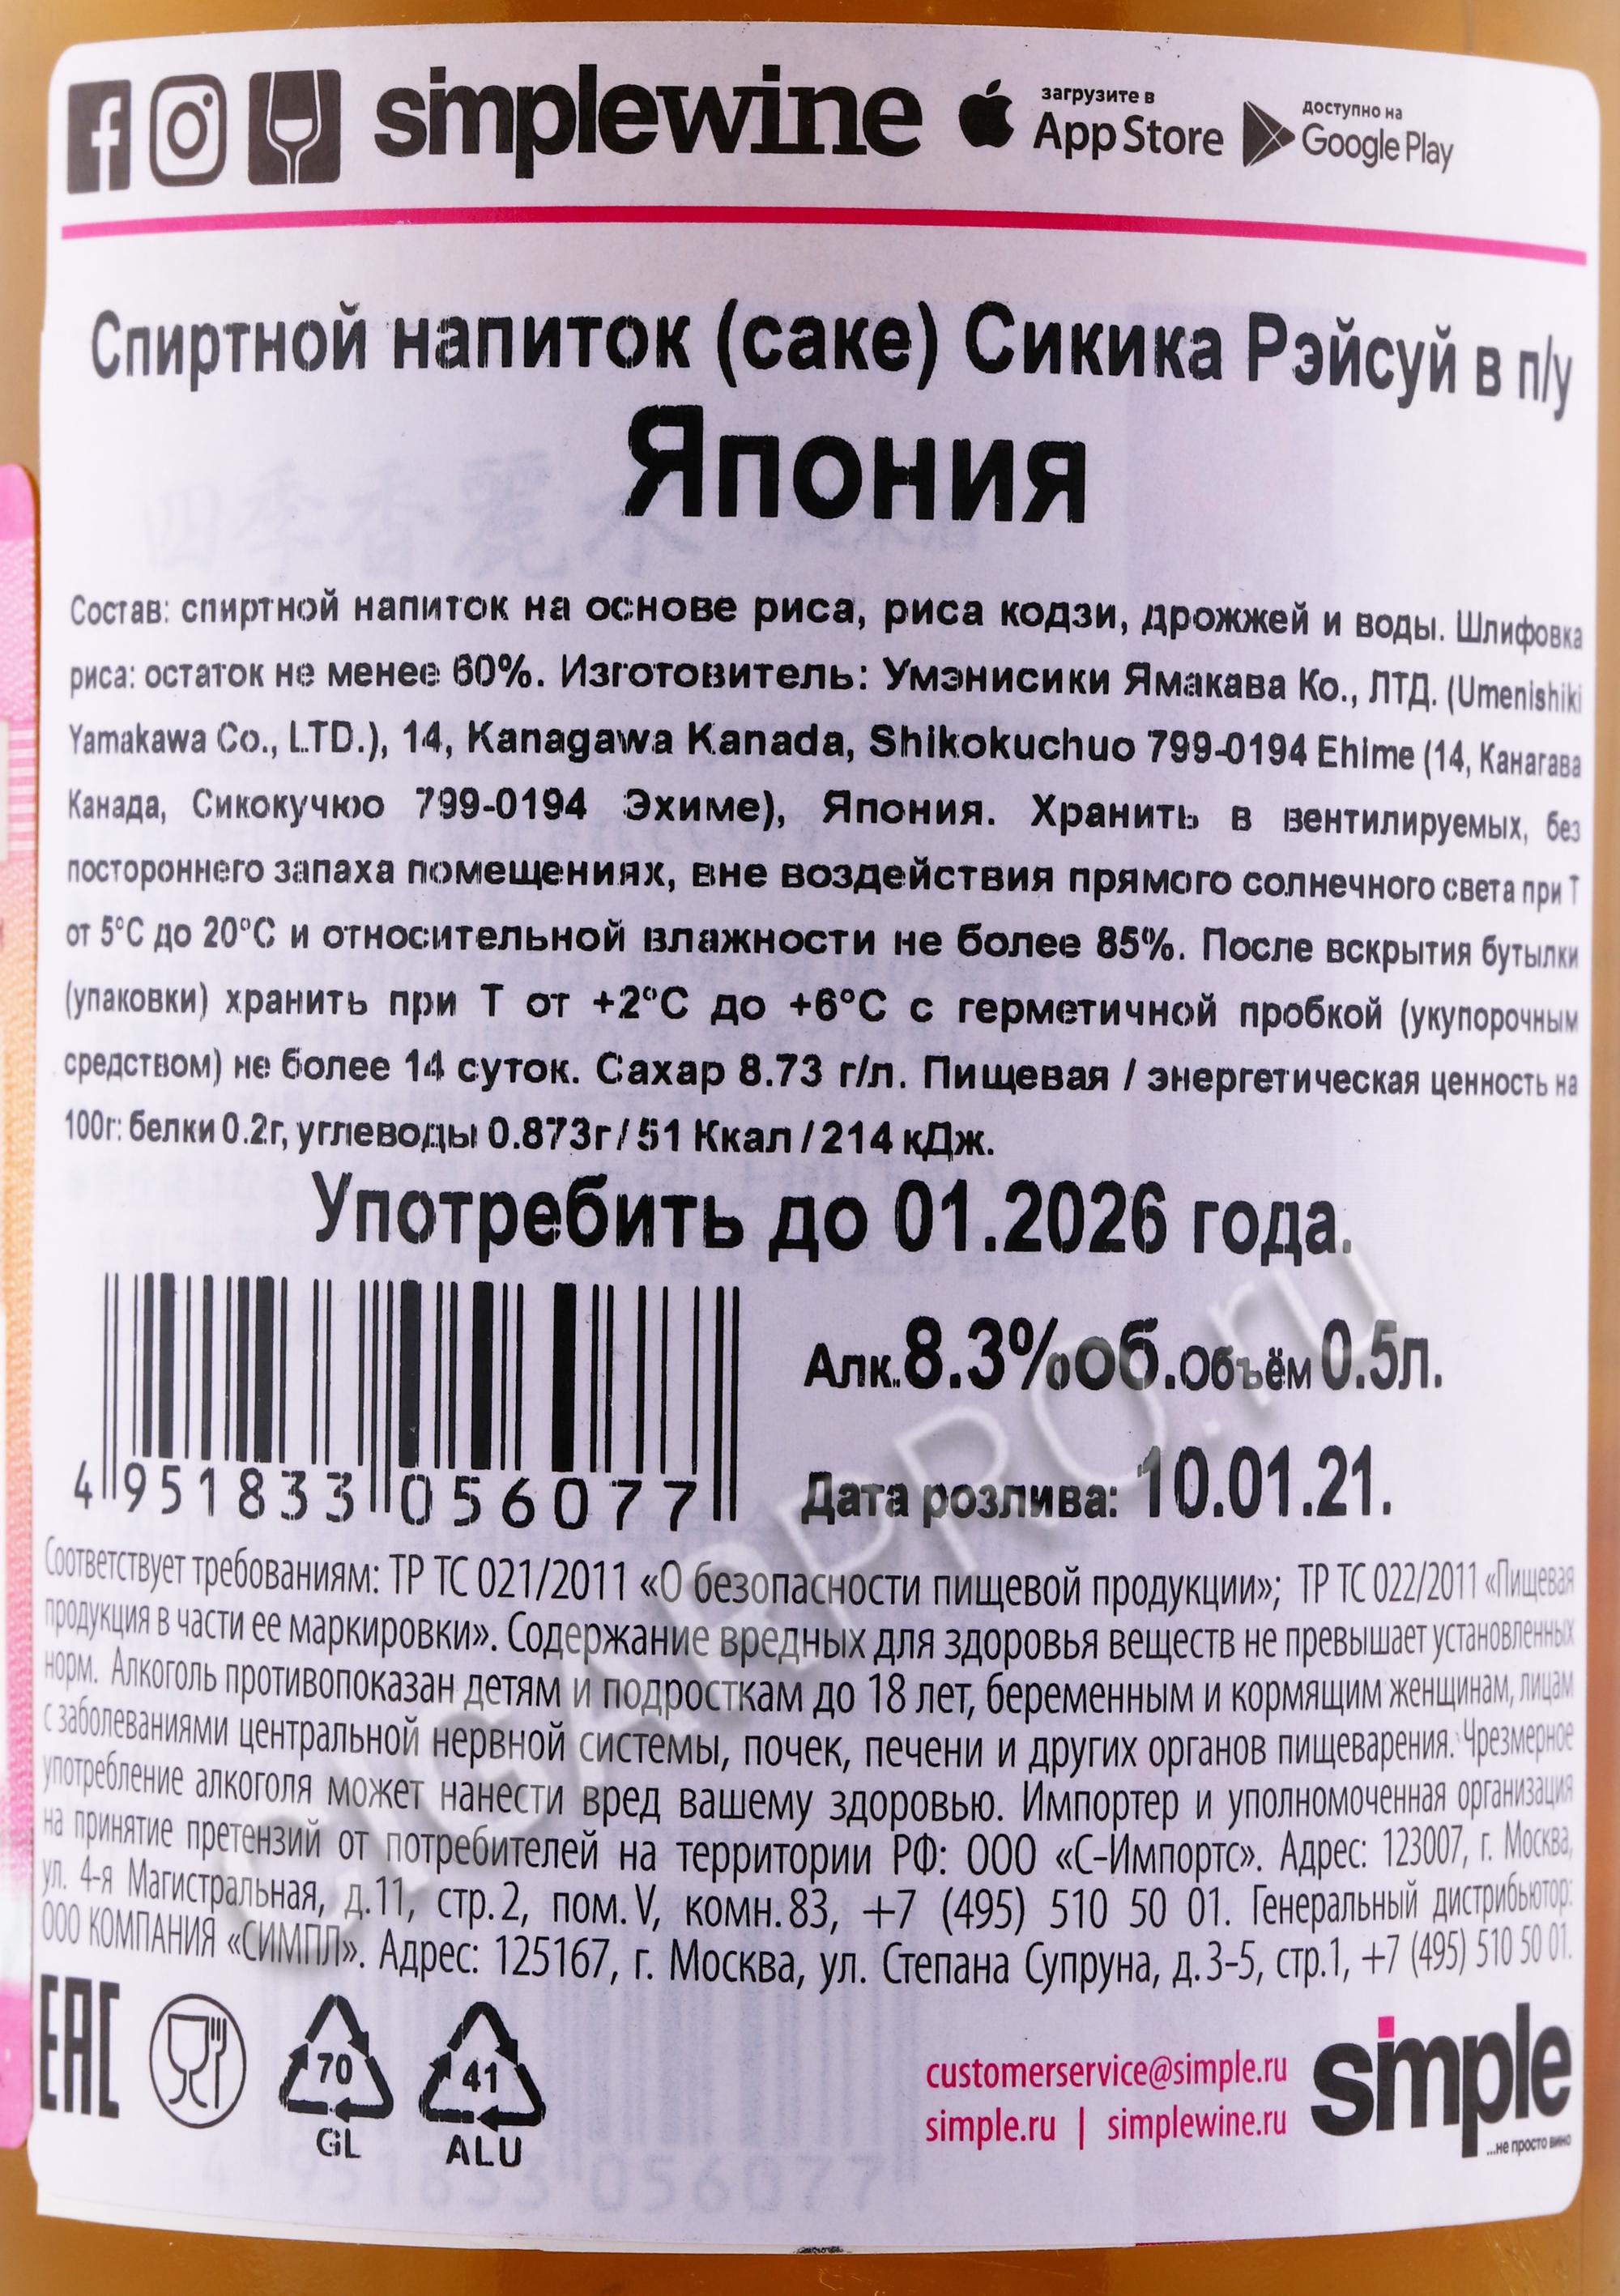 simplewine
загрузите в
App Store
доступно на
Google Play
Спиртной напиток (саке) Сикика Рэйсуй в п/у
Япония
四季香麗水
Состав: спиртной напиток на основе риса, риса кодзи, дрожжей и воды. Шлифовка
риса: остаток не менее 60%. Изготовитель: Умэнисики Ямакава Ко., ЛТД. (Umenishiki
Yamakawa Co., LTD.), 14, Kanagawa Kanada, Shikokuchuo 799-0194 Ehime (14, Канагава
Канада, Сикокучюо 799-0194 Эхиме), Япония. Хранить в вентилируемых, без
постороннего запаха помещениях, вне воздействия прямого солнечного света при Т
от 5°С до 20°С и относительной влажности не более 85%. После вскрытия бутылки
(упаковки) хранить при Т от +2°С до +6°С с герметичной пробкой (укупорочным
средством) не более 14 суток. Сахар 8.73 г/л. Пищевая / энергетическая ценность на
100г: белки 0.2г, углеводы 0.873г / 51 Ккал / 214 кДж.
Употребить до 01.2026 года.
Алк. 8.3%об. Объём 0.5л.
Дата розлива: 10.01.21.
4 951833 056077
Соответствует требованиям: ТР ТС 021/2011 «О безопасности пищевой продукции»; ТР ТС 022/2011 «Пищевая
продукция в части ее маркировки». Содержание вредных для здоровья веществ не превышает установленных
норм. Алкоголь противопоказан детям и подросткам до 18 лет, беременным и кормящим женщинам, лицам
с заболеваниями центральной нервной системы, почек, печени и других органов пищеварения. Чрезмерное
употребление алкоголя может нанести вред вашему здоровью. Импортер и уполномоченная организация
на принятие претензий от потребителей на территории РФ: ООО «С-Импортс». Адрес: 123007, г. Москва,
ул. 4-я Магистральная, д.11, стр.2, пом.V, комн.83, +7 (495) 510 50 01. Генеральный дистрибьютор:
ООО КОМПАНИЯ «СИМПЛ». Адрес: 125167, г. Москва, ул. Степана Супруна, д.3-5, стр.1, +7 (495) 510 50 01.
EAC
70
GL
41
ALU
customerservice@simple.ru
simple.ru | simplewine.ru
simple
...не просто вино
4 951833 056077
CIGARPRO.ru